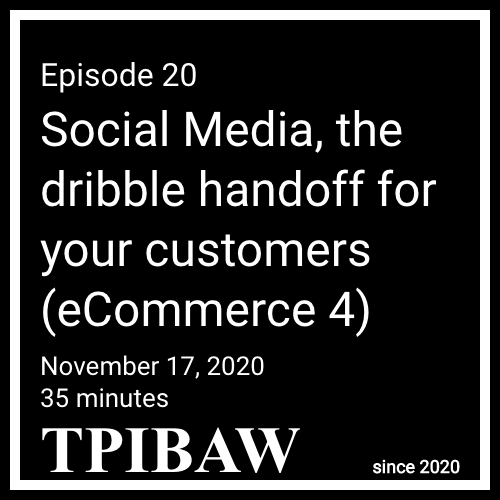 Episode 20
Social Media, the
dribble handoff for
your customers
(eCommerce 4)
November 17, 2020
35 minutes
TPIBAW
since 2020